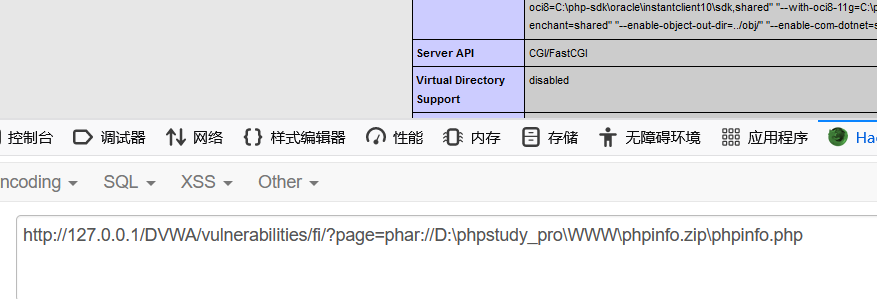 oci8=C:\php-sdk\oracle\instantclient10\sdk,shared" "--with-oci8-11g=C:\p
enchant=shared" "--enable-object-out-dir=../obj/" "--enable-com-dotnet=s
Server API CGI/FastCGI
Virtual Directory Support disabled
控制台 调试器 网络 {} 样式编辑器 性能 内存 存储 无障碍环境 应用程序 Hac
ncoding SQL XSS Other
http://127.0.0.1/DVWA/vulnerabilities/fi/?page=phar://D:\phpstudy_pro\WWW\phpinfo.zip\phpinfo.php